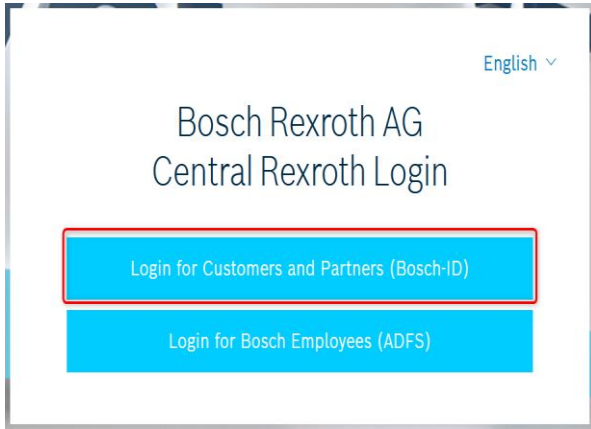 English
Bosch Rexroth AG
Central Rexroth Login
Login for Customers and Partners (Bosch-ID)
Login for Bosch Employees (ADFS)